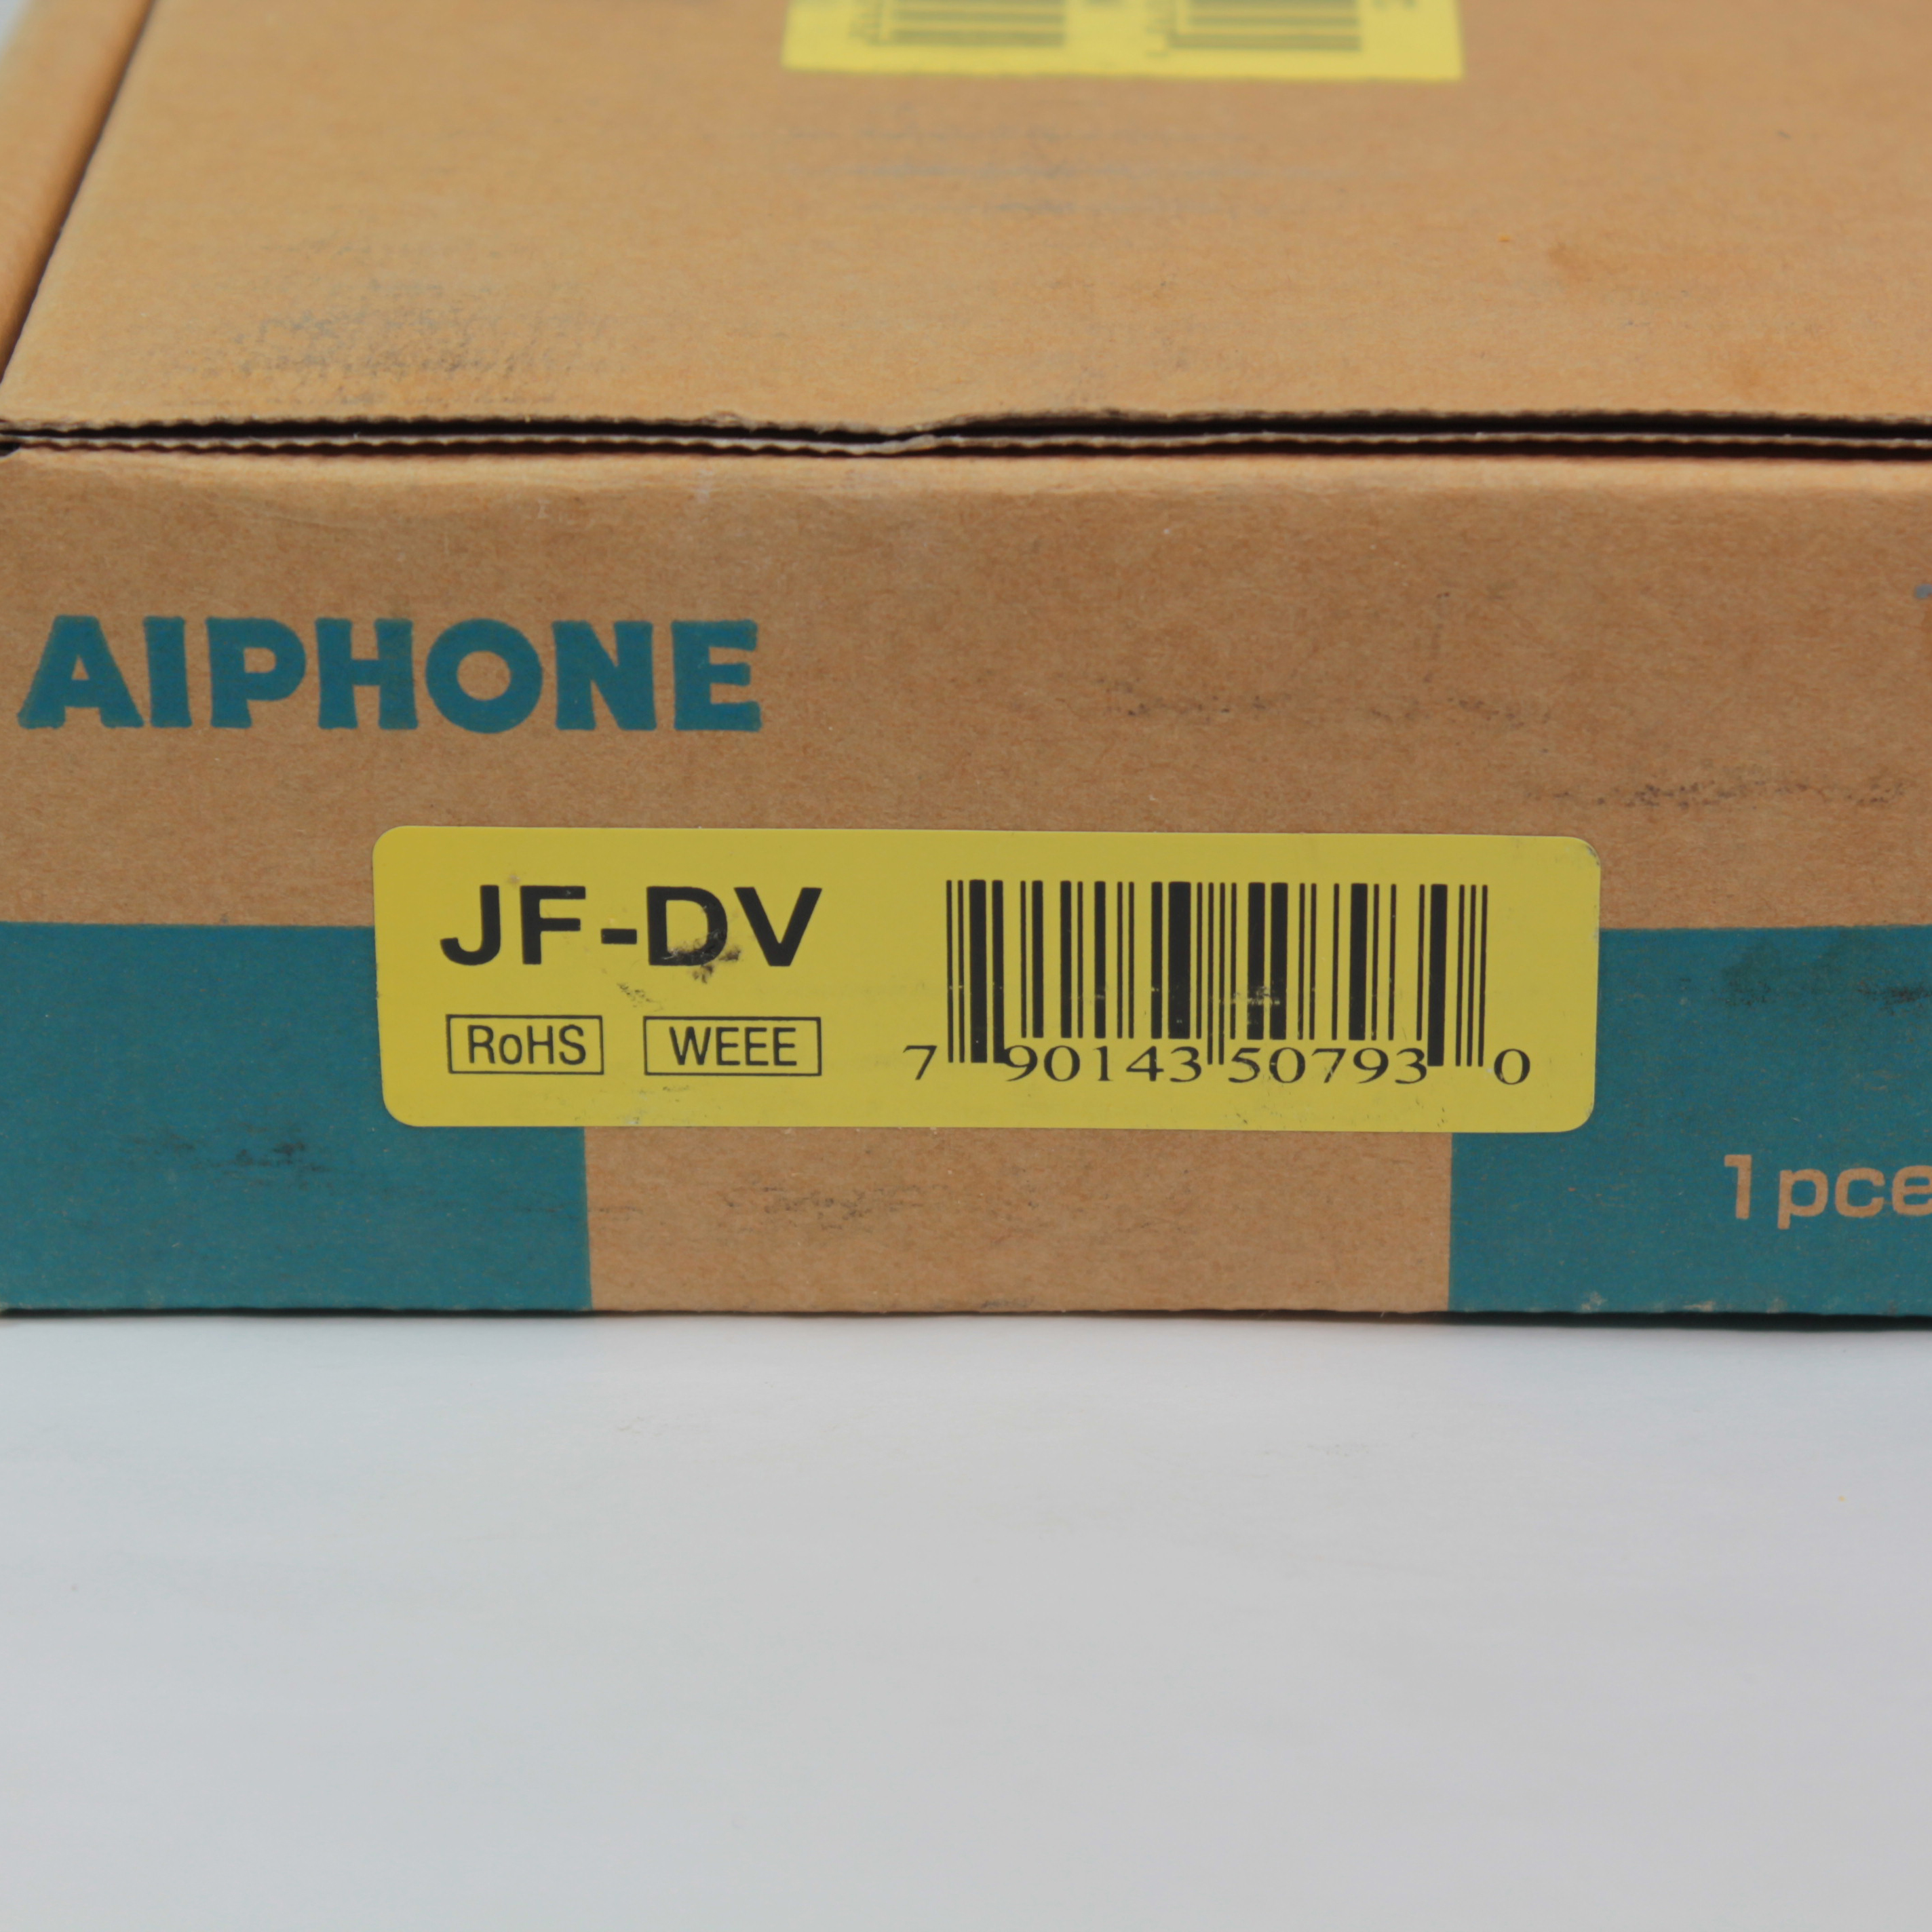 AIPHONE
JF-DV
RoHS WEEE
7 90143 50793 0
1pce